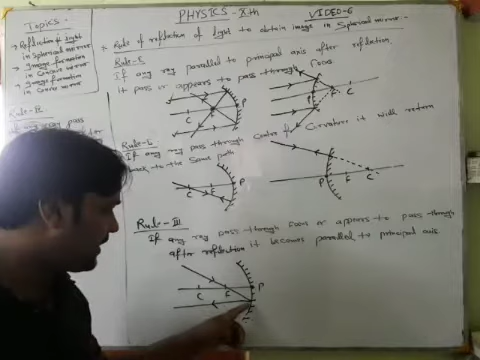 PHYSICS - Xth VIDEO-6
Topics:-
→ Reflection of light
in Spherical mirror
→ Image formation
in Concave mirror
→ Image formation
in Convex mirror
→ Rule of reflection of light to obtain image in Spherical mirror -
Rule-I
If any ray parallel to principal axis after reflection
it pass or appears to pass through Focus
C F P
P F C
Rule-II
If any ray pass through Center of Curvature it will return
back to the Same path
C F P
P F C
Rule-III
If any ray pass through Focus or appears to pass through
after reflection it becomes parallel to principal axis.
C F P